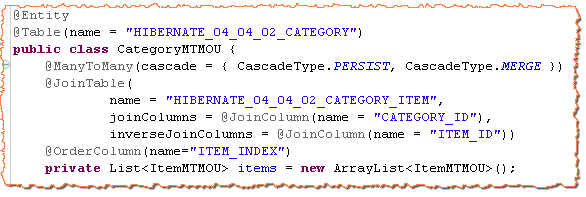 @Entity
@Table(name = "HIBERNATE_04_04_02_CATEGORY")
public class CategoryMTMOU {
@ManyToMany(cascade = { CascadeType.PERSIST, CascadeType.MERGE })
@JoinTable(
name = "HIBERNATE_04_04_02_CATEGORY_ITEM",
joinColumns = @JoinColumn(name = "CATEGORY_ID"),
inverseJoinColumns = @JoinColumn(name = "ITEM_ID"))
@OrderColumn(name="ITEM_INDEX")
private List<ItemMTMOU> items = new ArrayList<ItemMTMOU>();